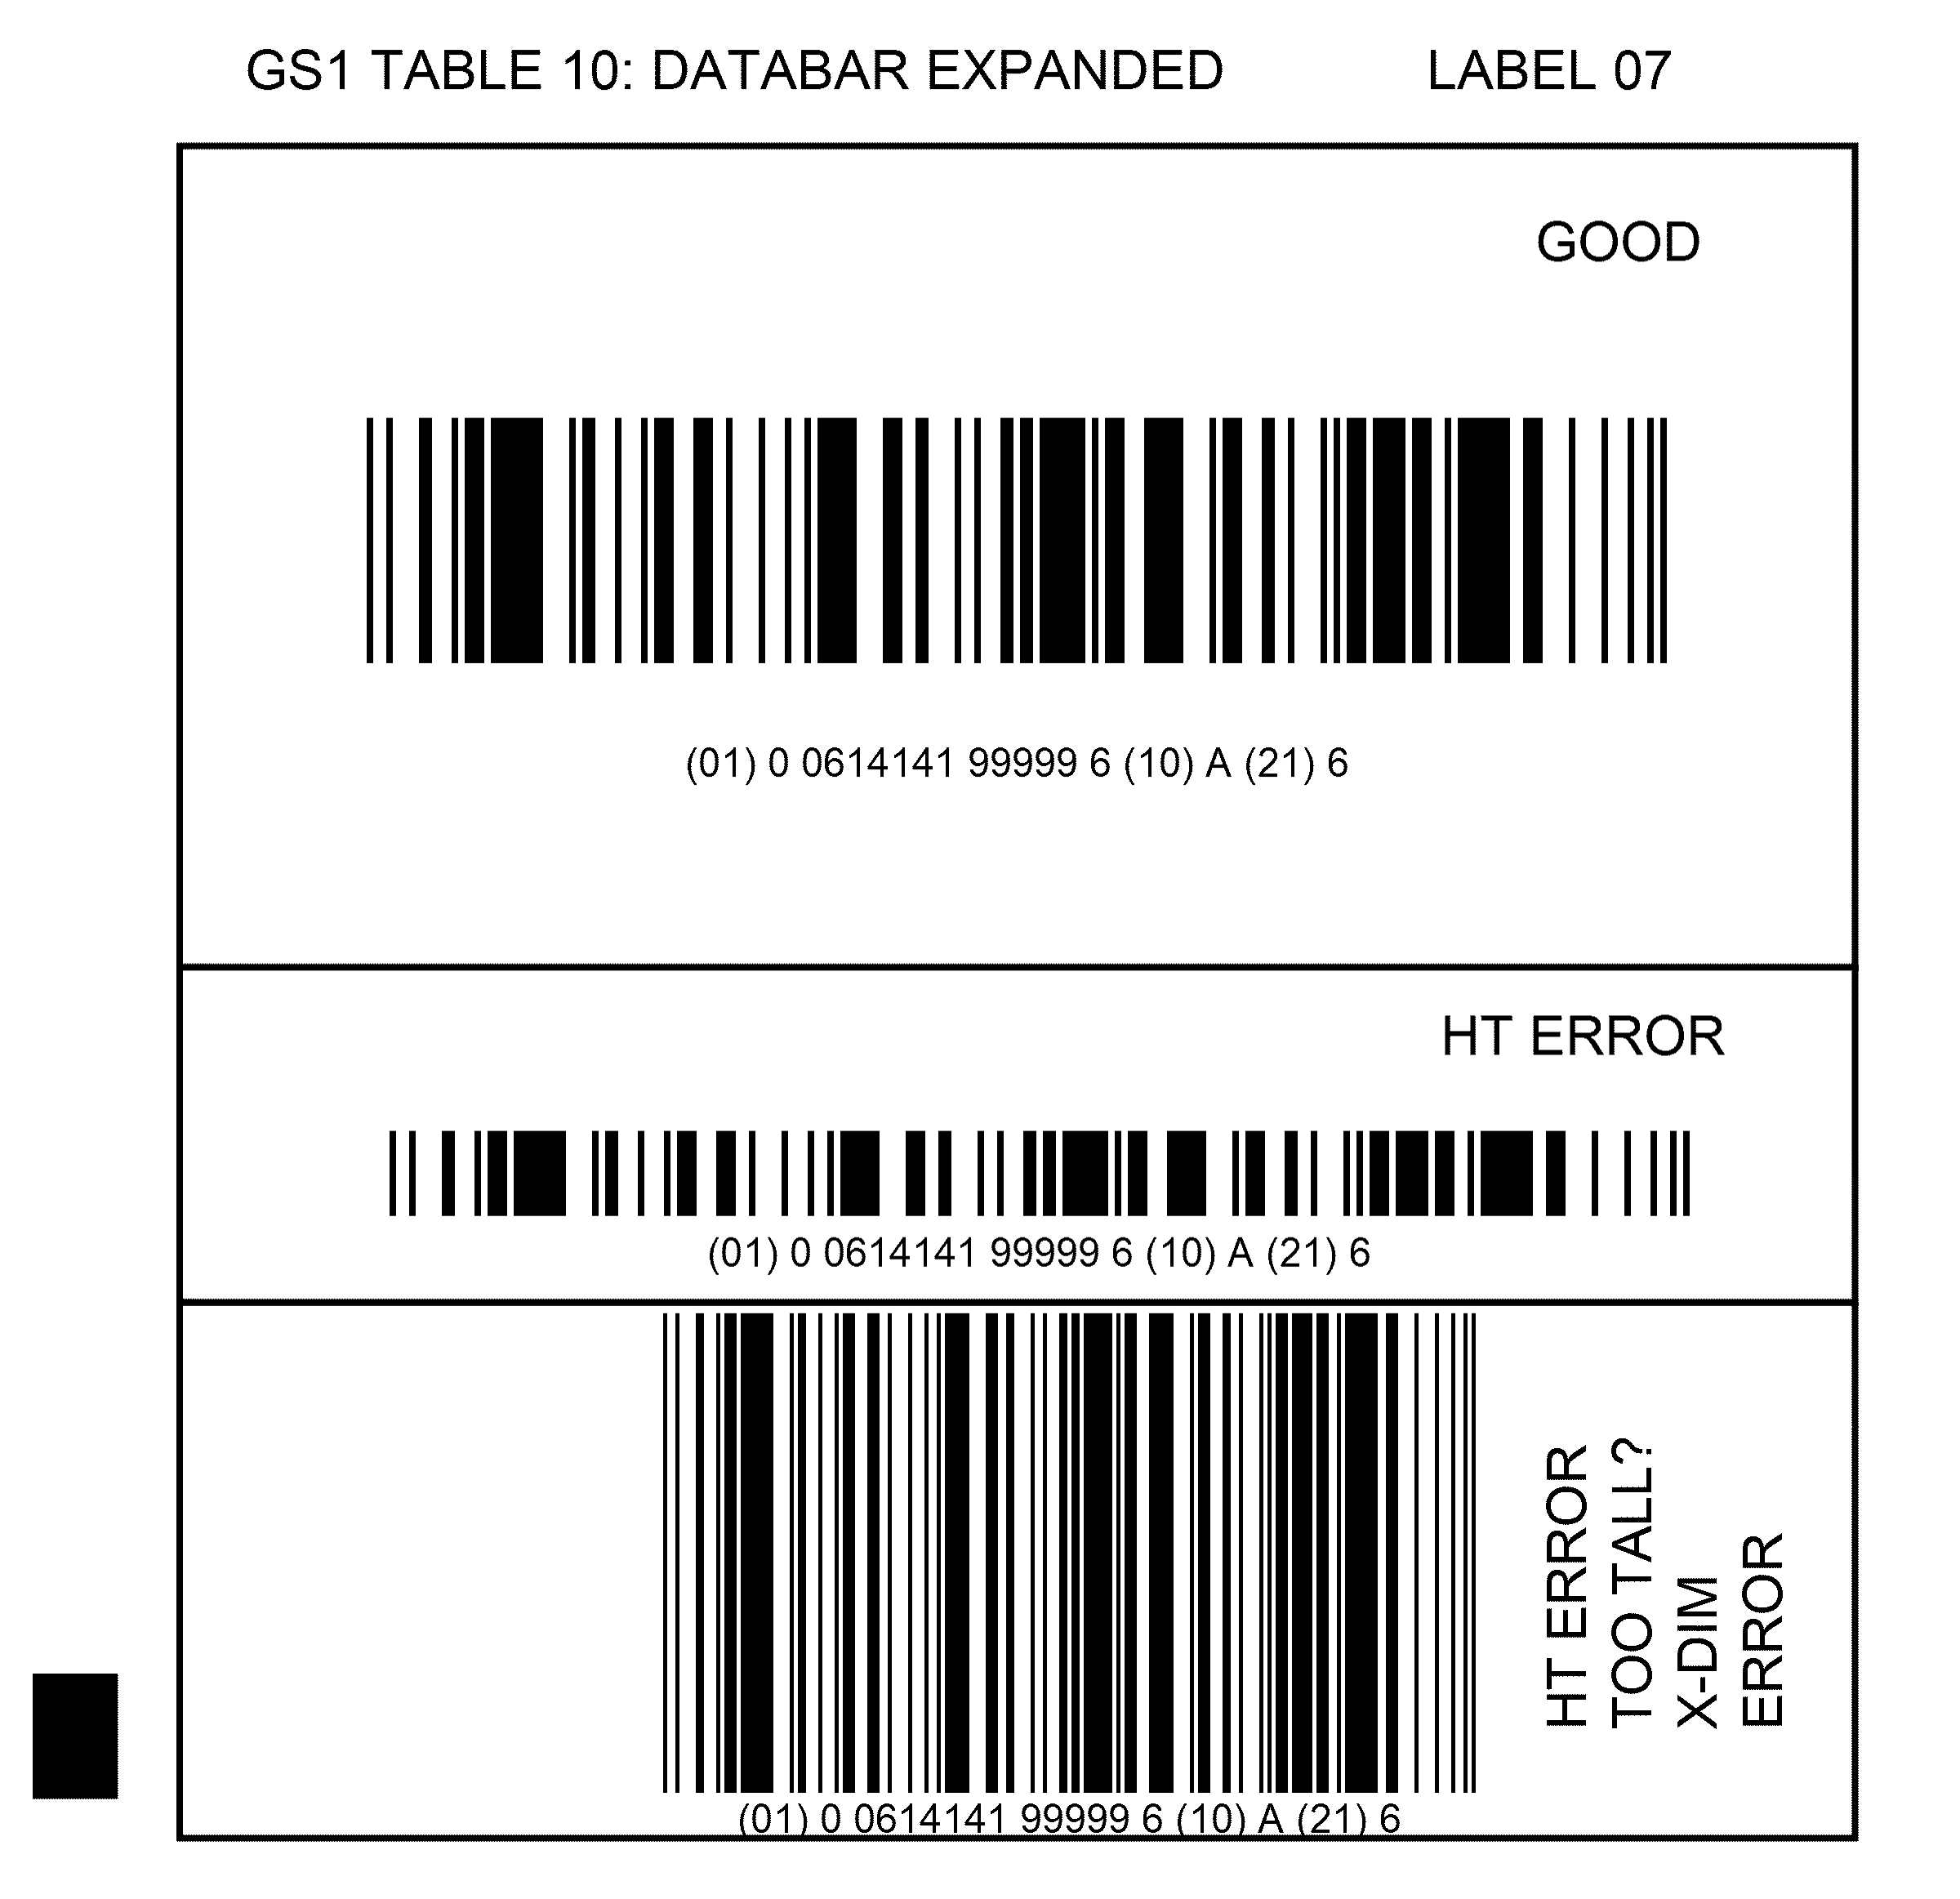 GS1 TABLE 10: DATABAR EXPANDED LABEL 07
GOOD
(01) 0 0614141 99999 6 (10) A (21) 6
HT ERROR
(01) 0 0614141 99999 6 (10) A (21) 6
HT ERROR
TOO TALL?
X-DIM
ERROR
(01) 0 0614141 99999 6 (10) A (21) 6